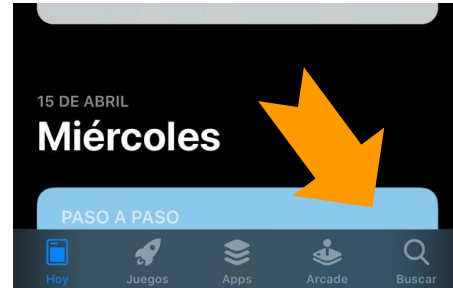 15 DE ABRIL
Miércoles
PASO A PASO
Hoy
Juegos
Apps
Arcade
Buscar